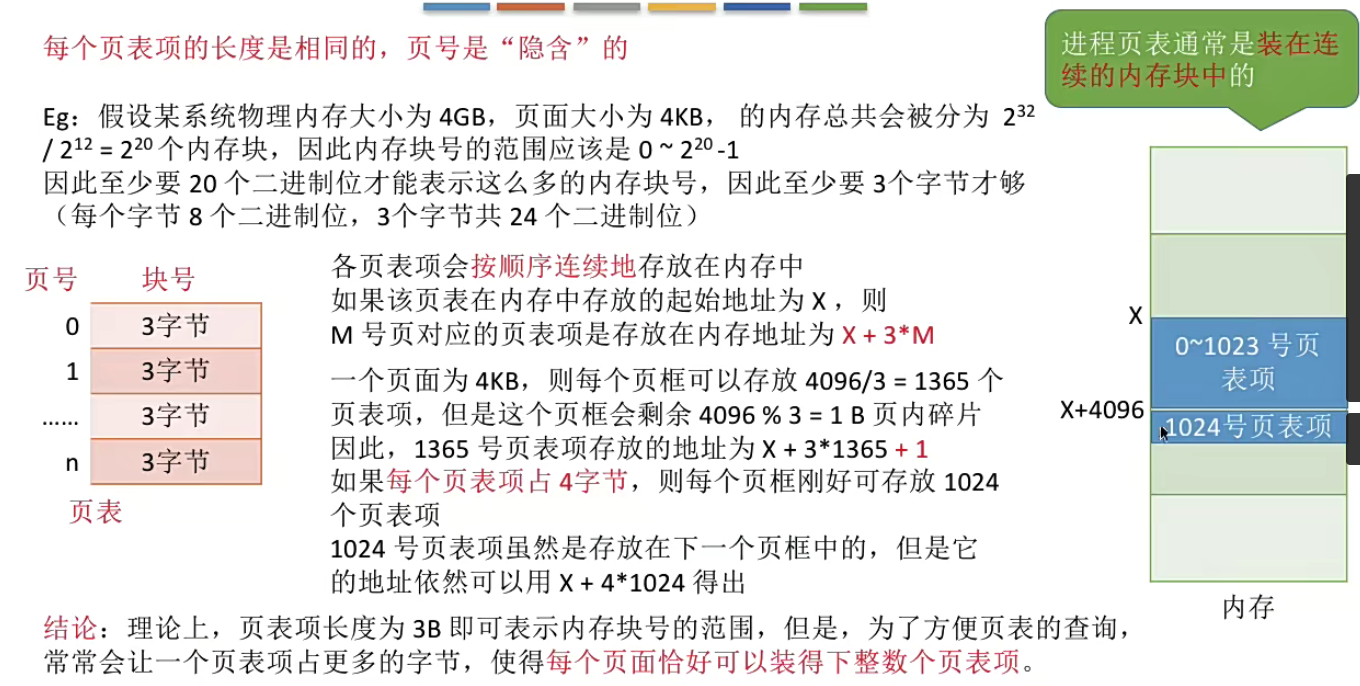 每个页表项的长度是相同的，页号是“隐含”的
进程页表通常是装在连
续的内存块中的
Eg：假设某系统物理内存大小为 4GB，页面大小为 4KB， 的内存总共会被分为 2³²
/ 2¹² = 2²⁰ 个内存块，因此内存块号的范围应该是 0 ~ 2²⁰ -1
因此至少要 20 个二进制位才能表示这么多的内存块号，因此至少要 3个字节才够
（每个字节 8 个二进制位，3个字节共 24 个二进制位）
页号 块号
0 3字节
1 3字节
…… 3字节
n 3字节
页表
各页表项会按顺序连续地存放在内存中
如果该页表在内存中存放的起始地址为 X ，则
M 号页对应的页表项是存放在内存地址为 X + 3*M
一个页面为 4KB，则每个页框可以存放 4096/3 = 1365 个
页表项，但是这个页框会剩余 4096 % 3 = 1 B 页内碎片
因此，1365 号页表项存放的地址为 X + 3*1365 + 1
如果每个页表项占 4字节，则每个页框刚好可存放 1024
个页表项
1024 号页表项虽然是存放在下一个页框中的，但是它
的地址依然可以用 X + 4*1024 得出
X
0~1023 号页
表项
X+4096
1024号页表项
内存
结论：理论上，页表项长度为 3B 即可表示内存块号的范围，但是，为了方便页表的查询，
常常会让一个页表项占更多的字节，使得每个页面恰好可以装得下整数个页表项。